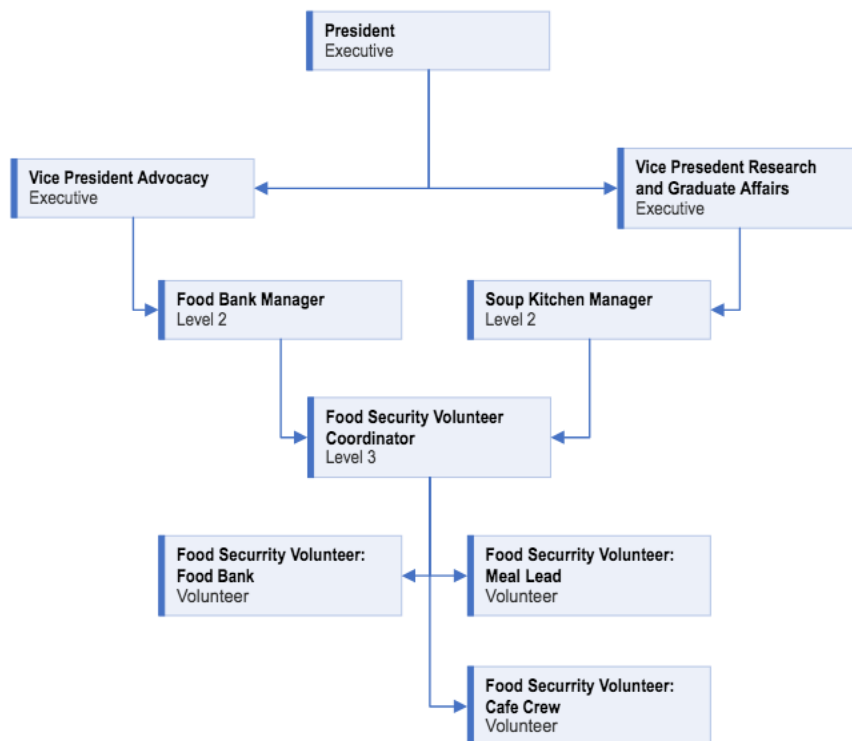 President
Executive
Vice President Advocacy
Executive
Vice Presedent Research
and Graduate Affairs
Executive
Food Bank Manager
Level 2
Soup Kitchen Manager
Level 2
Food Security Volunteer
Coordinator
Level 3
Food Securrity Volunteer:
Food Bank
Volunteer
Food Securrity Volunteer:
Meal Lead
Volunteer
Food Securrity Volunteer:
Cafe Crew
Volunteer